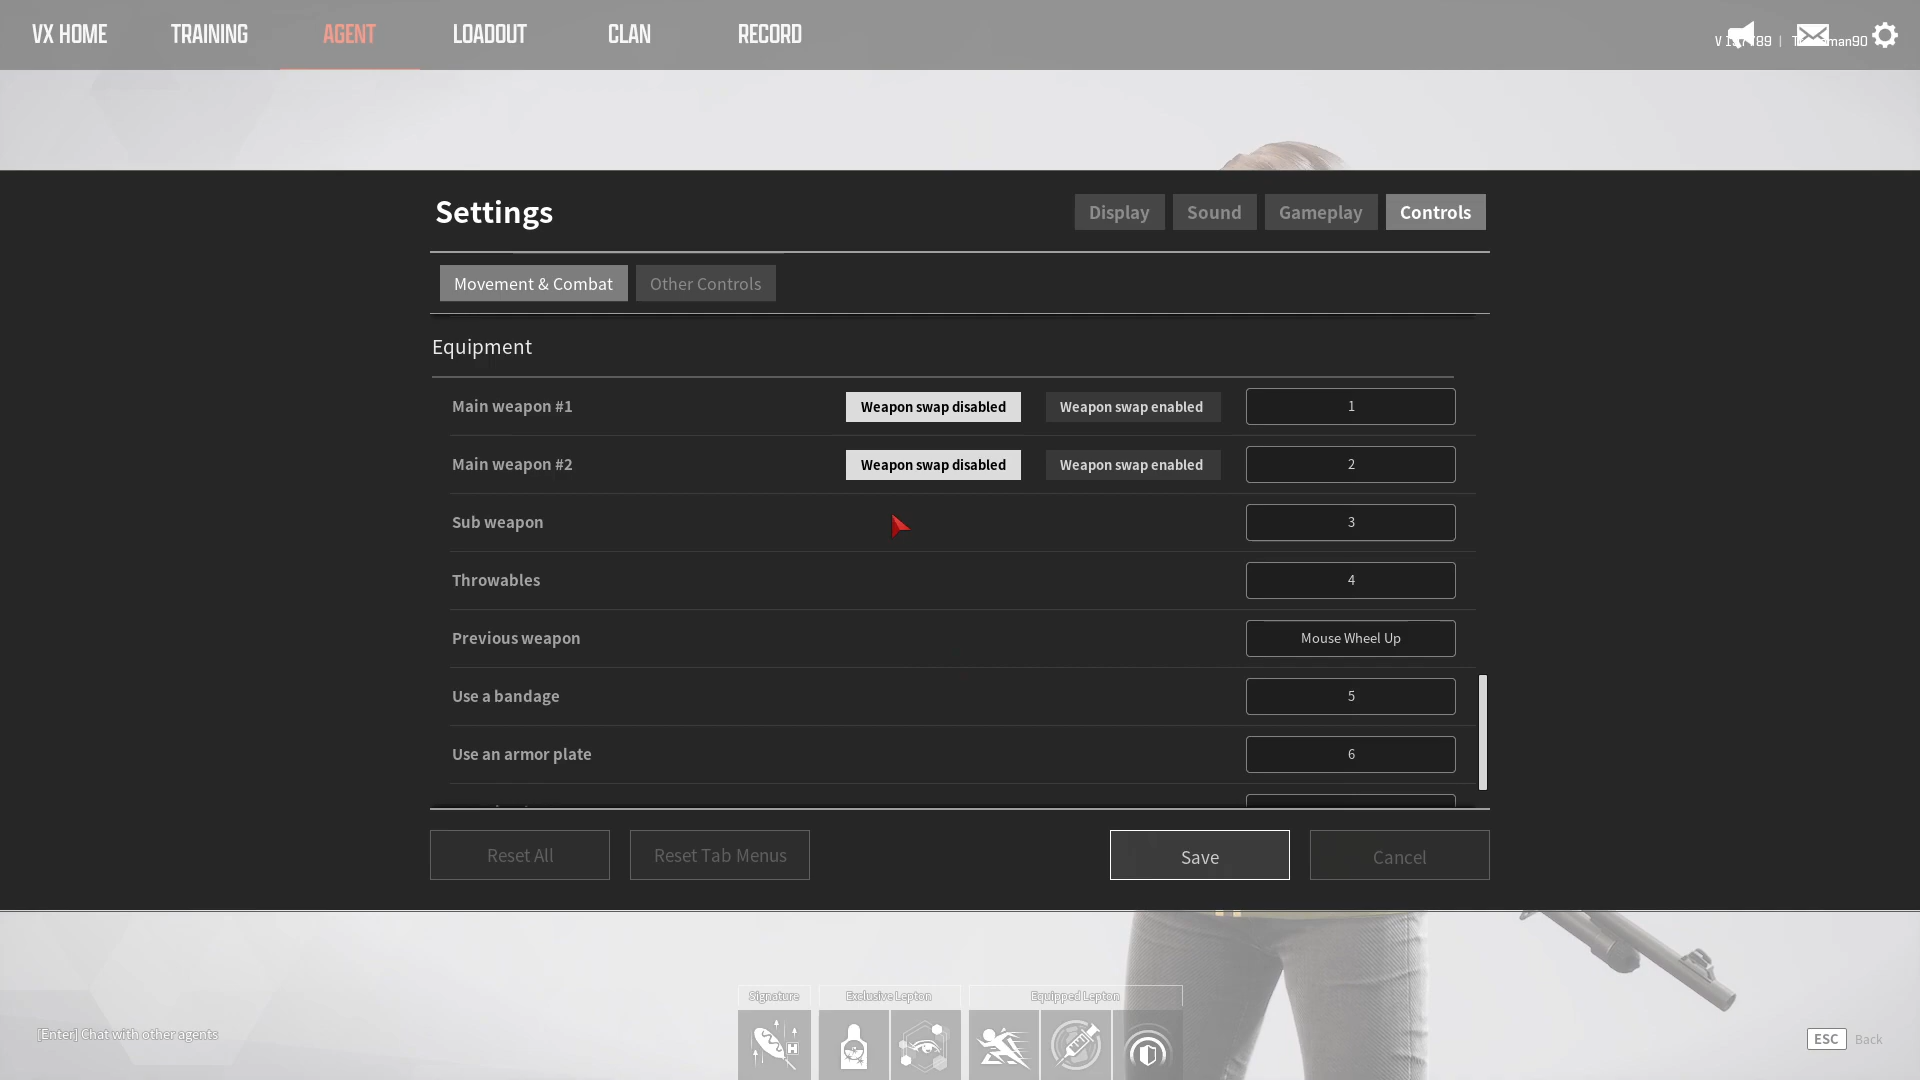 VX HOME TRAINING AGENT LOADOUT CLAN RECORD
Settings
Display Sound Gameplay Controls
Movement & Combat Other Controls
Equipment
Main weapon #1 Weapon swap disabled Weapon swap enabled 1
Main weapon #2 Weapon swap disabled Weapon swap enabled 2
Sub weapon 3
Throwables 4
Previous weapon Mouse Wheel Up
Use a bandage 5
Use an armor plate 6
Reset All Reset Tab Menus Save Cancel
Signature Exclusive Lepton Equipped Lepton
H
[Enter] Chat with other agents
ESC Back